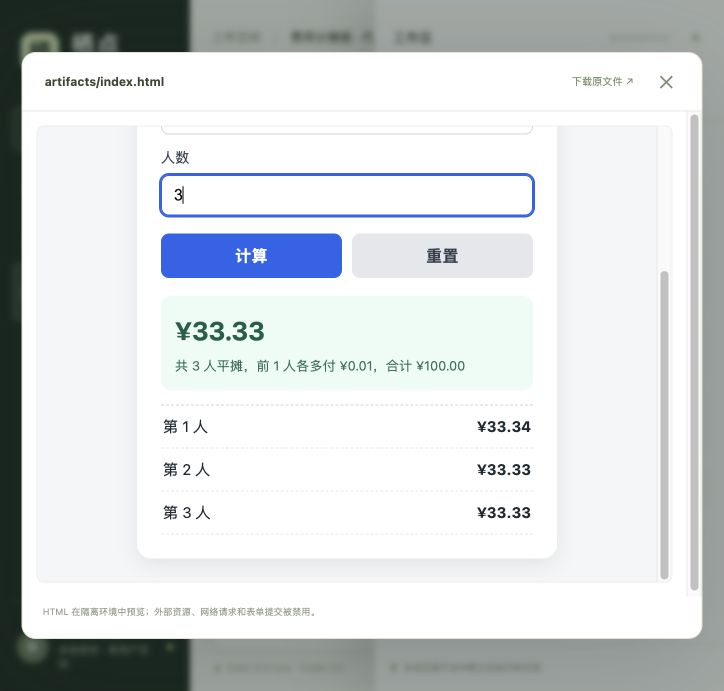 artifacts/index.html
下载原文件 ↗
人数
3
计算
重置
¥33.33
共 3 人平摊，前 1 人各多付 ¥0.01，合计 ¥100.00
第 1 人
¥33.34
第 2 人
¥33.33
第 3 人
¥33.33
HTML 在隔离环境中预览；外部资源、网络请求和表单提交被禁用。